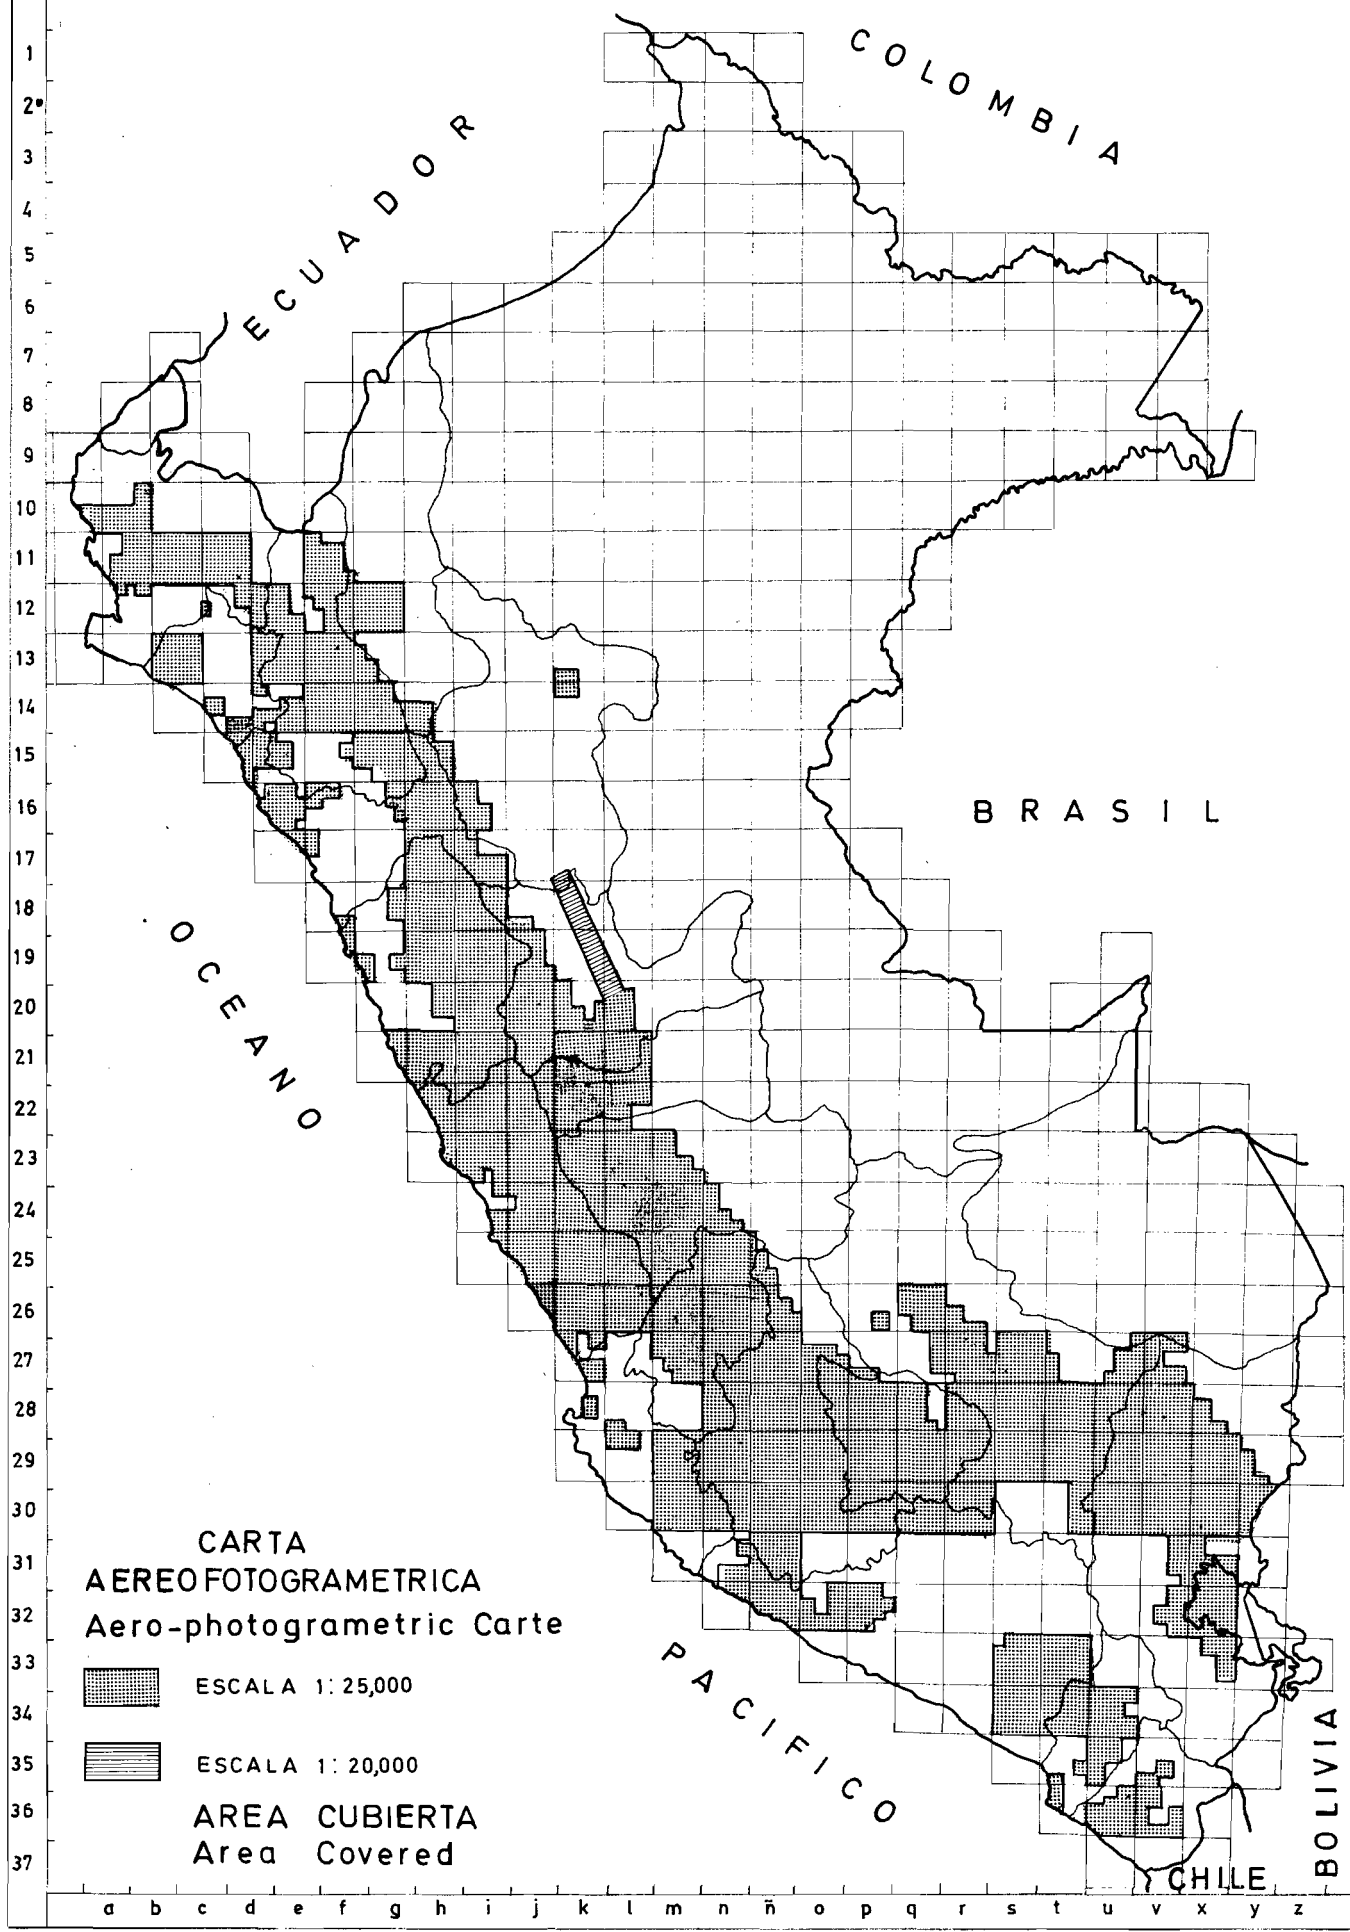 COLOMBIA
ECUADOR
BRASIL
OCEANO
PACIFICO
BOLIVIA
CHILE
1
2
3
4
5
6
7
8
9
10
11
12
13
14
15
16
17
18
19
20
21
22
23
24
25
26
27
28
29
30
31
32
33
34
35
36
37
CARTA
AEREOFOTOGRAMETRICA
Aero-photogrametric Carte
ESCALA 1:25,000
ESCALA 1:20,000
AREA CUBIERTA
Area Covered
a b c d e f g h i j k l m n ñ o p q r s t u v x y z